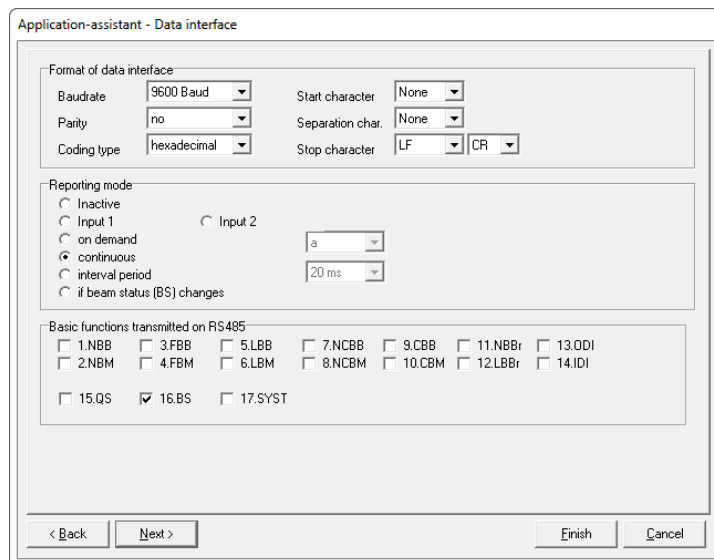 Application-assistant - Data interface
Format of data interface
Baudrate 9600 Baud Start character None
Parity no Separation char. None
Coding type hexadecimal Stop character LF CR
Reporting mode
Inactive
Input 1 Input 2
on demand a
continuous
interval period 20 ms
if beam status (BS) changes
Basic functions transmitted on RS485
1.NBB 3.FBB 5.LBB 7.NCBB 9.CBB 11.NBBr 13.ODI
2.NBM 4.FBM 6.LBM 8.NCBM 10.CBM 12.LBBr 14.IDI
15.QS 16.BS 17.SYST
< Back Next > Finish Cancel